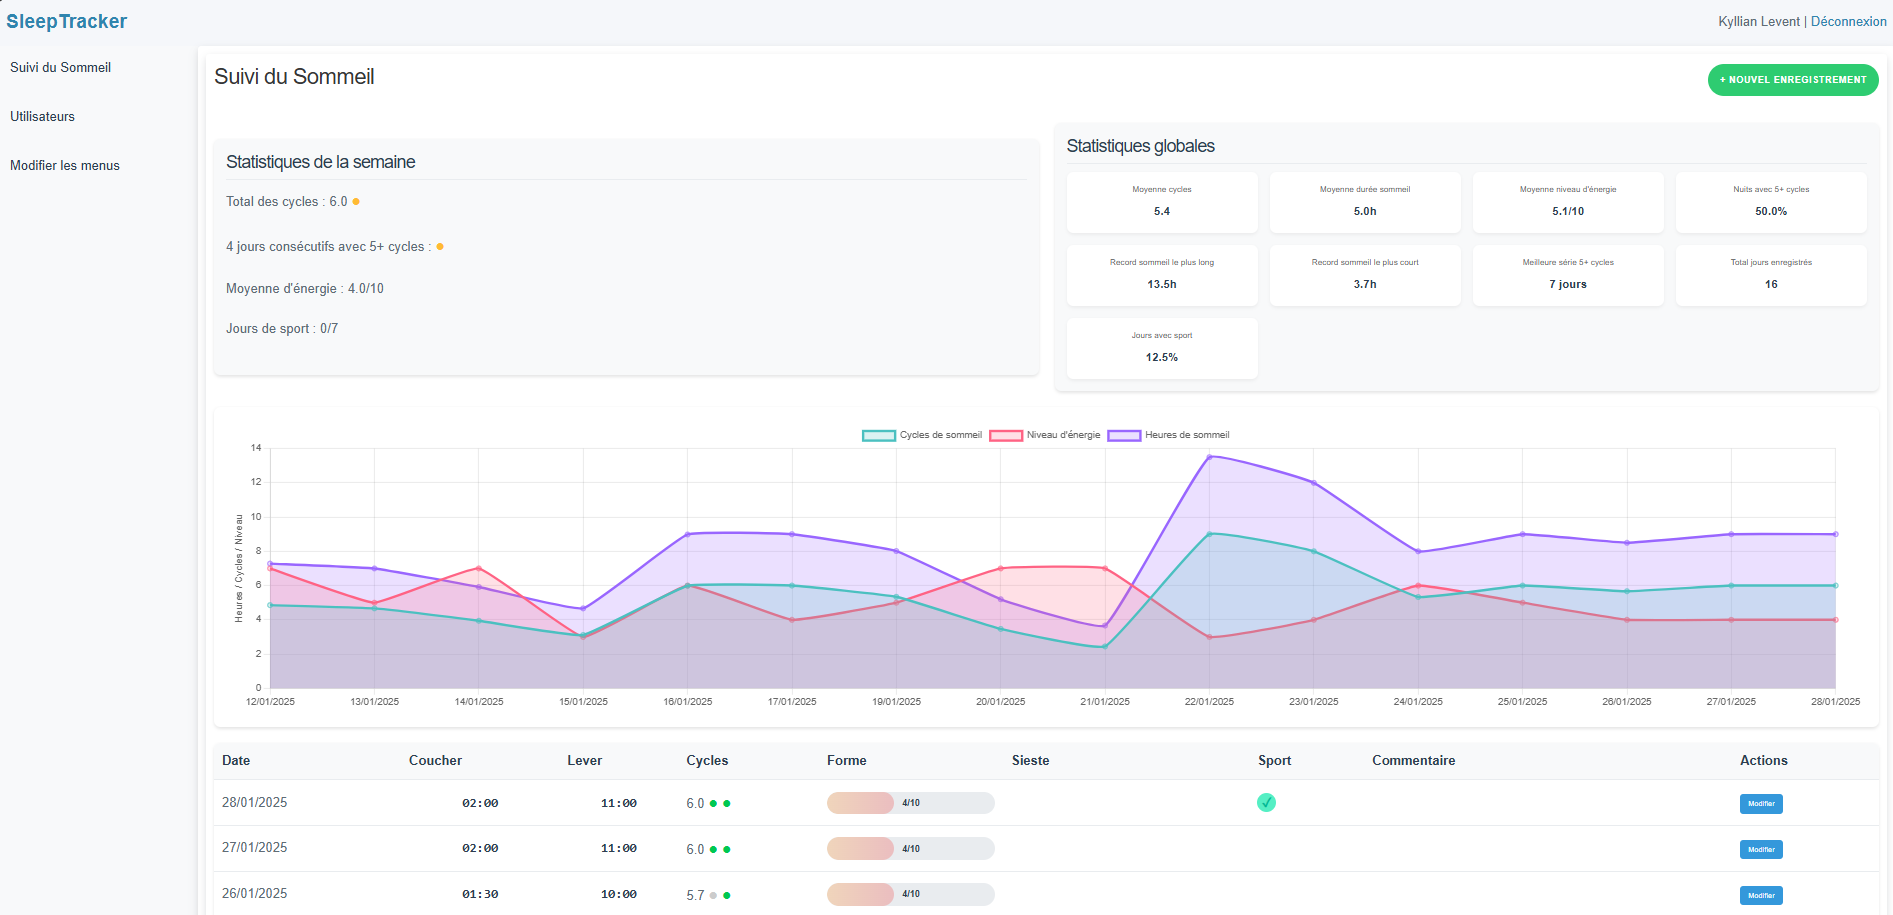 SleepTracker
Kyllian Levent | Déconnexion
Suivi du Sommeil
Utilisateurs
Modifier les menus
Suivi du Sommeil
+ NOUVEL ENREGISTREMENT
Statistiques de la semaine
Total des cycles : 6.0
4 jours consécutifs avec 5+ cycles :
Moyenne d'énergie : 4.0/10
Jours de sport : 0/7
Statistiques globales
Moyenne cycles
5.4
Moyenne durée sommeil
5.0h
Moyenne niveau d'énergie
5.1/10
Nuits avec 5+ cycles
50.0%
Record sommeil le plus long
13.5h
Record sommeil le plus court
3.7h
Meilleure série 5+ cycles
7 jours
Total jours enregistrés
16
Jours avec sport
12.5%
Cycles de sommeil Niveau d'énergie Heures de sommeil
Heures / Cycles / Niveau
14
12
10
8
6
4
2
0
12/01/2025 13/01/2025 14/01/2025 15/01/2025 16/01/2025 17/01/2025 19/01/2025 20/01/2025 21/01/2025 22/01/2025 23/01/2025 24/01/2025 25/01/2025 26/01/2025 27/01/2025 28/01/2025
Date Coucher Lever Cycles Forme Sieste Sport Commentaire Actions
28/01/2025 02:00 11:00 6.0 4/10 ✓ Modifier
27/01/2025 02:00 11:00 6.0 4/10 Modifier
26/01/2025 01:30 10:00 5.7 4/10 Modifier